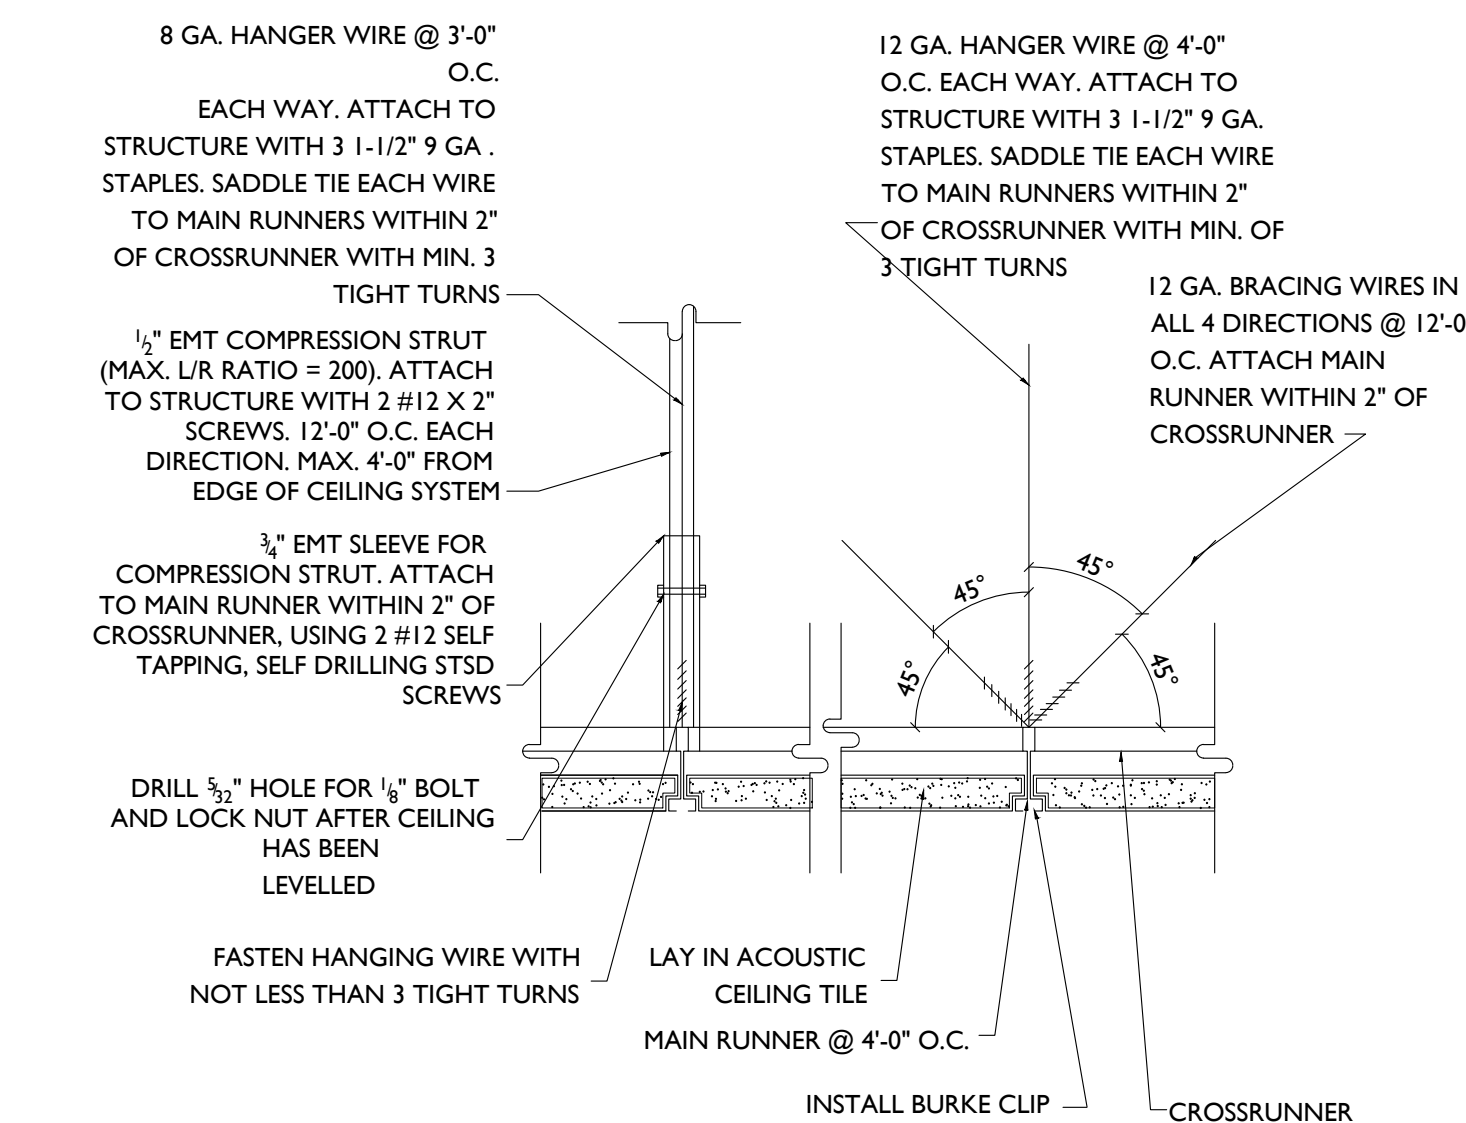 8 GA. HANGER WIRE @ 3'-0"
O.C.
EACH WAY. ATTACH TO
STRUCTURE WITH 3 1-1/2" 9 GA .
STAPLES. SADDLE TIE EACH WIRE
TO MAIN RUNNERS WITHIN 2"
OF CROSSRUNNER WITH MIN. 3
TIGHT TURNS
1/2" EMT COMPRESSION STRUT
(MAX. L/R RATIO = 200). ATTACH
TO STRUCTURE WITH 2 #12 X 2"
SCREWS. 12'-0" O.C. EACH
DIRECTION. MAX. 4'-0" FROM
EDGE OF CEILING SYSTEM
3/4" EMT SLEEVE FOR
COMPRESSION STRUT. ATTACH
TO MAIN RUNNER WITHIN 2" OF
CROSSRUNNER, USING 2 #12 SELF
TAPPING, SELF DRILLING STSD
SCREWS
DRILL 5/32" HOLE FOR 1/8" BOLT
AND LOCK NUT AFTER CEILING
HAS BEEN
LEVELLED
FASTEN HANGING WIRE WITH
NOT LESS THAN 3 TIGHT TURNS
12 GA. HANGER WIRE @ 4'-0"
O.C. EACH WAY. ATTACH TO
STRUCTURE WITH 3 1-1/2" 9 GA.
STAPLES. SADDLE TIE EACH WIRE
TO MAIN RUNNERS WITHIN 2"
OF CROSSRUNNER WITH MIN. OF
3 TIGHT TURNS
12 GA. BRACING WIRES IN
ALL 4 DIRECTIONS @ 12'-0
O.C. ATTACH MAIN
RUNNER WITHIN 2" OF
CROSSRUNNER
45°
45°
45°
45°
LAY IN ACOUSTIC
CEILING TILE
MAIN RUNNER @ 4'-0" O.C.
INSTALL BURKE CLIP
CROSSRUNNER